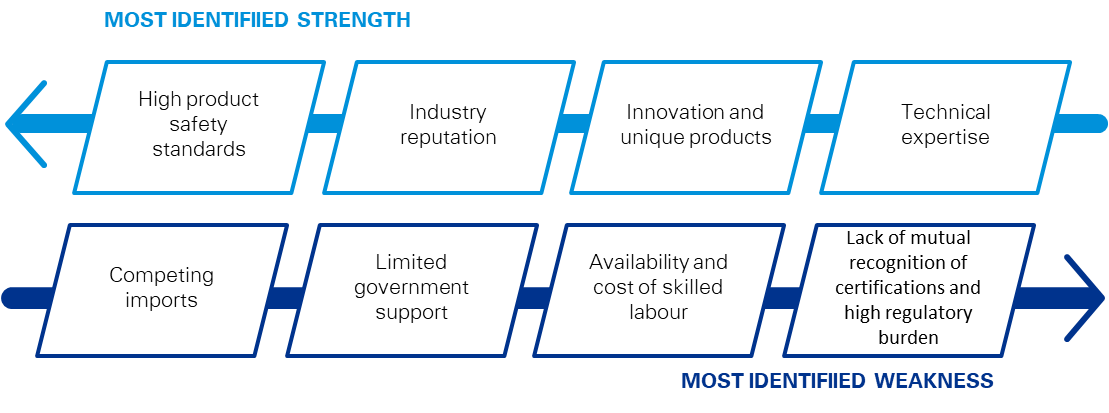 MOST IDENTIFIIED STRENGTH
High product
safety
standards
Industry
reputation
Innovation and
unique products
Technical
expertise
Competing
imports
Limited
government
support
Availability and
cost of skilled
labour
Lack of mutual
recognition of
certifications and
high regulatory
burden
MOST IDENTIFIIED WEAKNESS